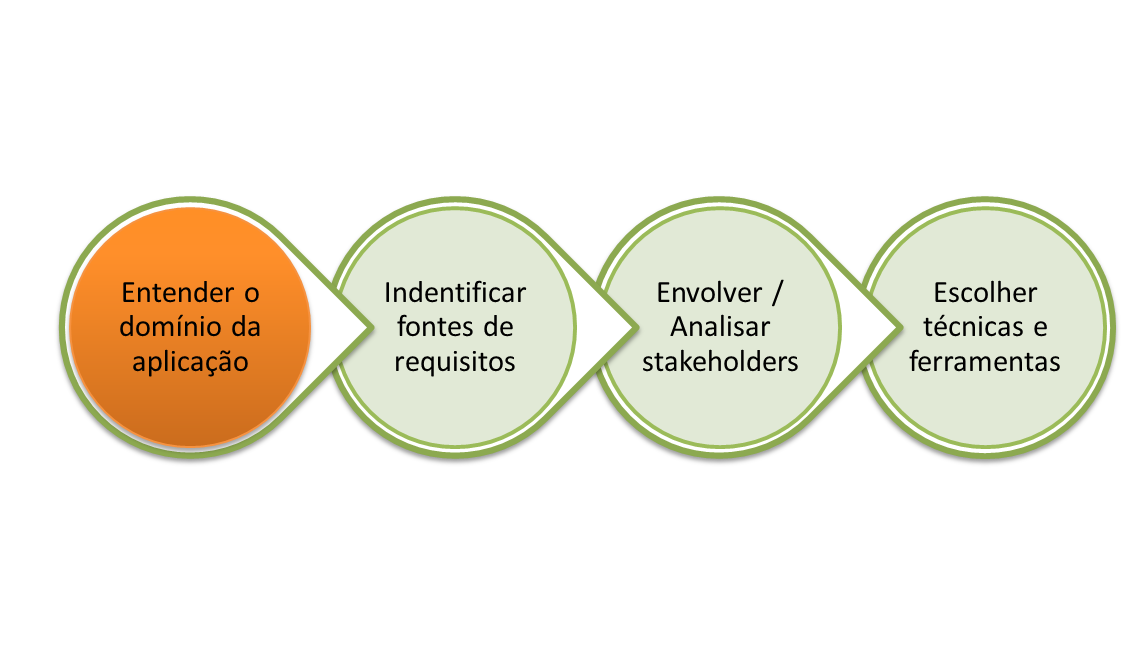 Entender o
domínio da
aplicação
Indentificar
fontes de
requisitos
Envolver /
Analisar
stakeholders
Escolher
técnicas e
ferramentas